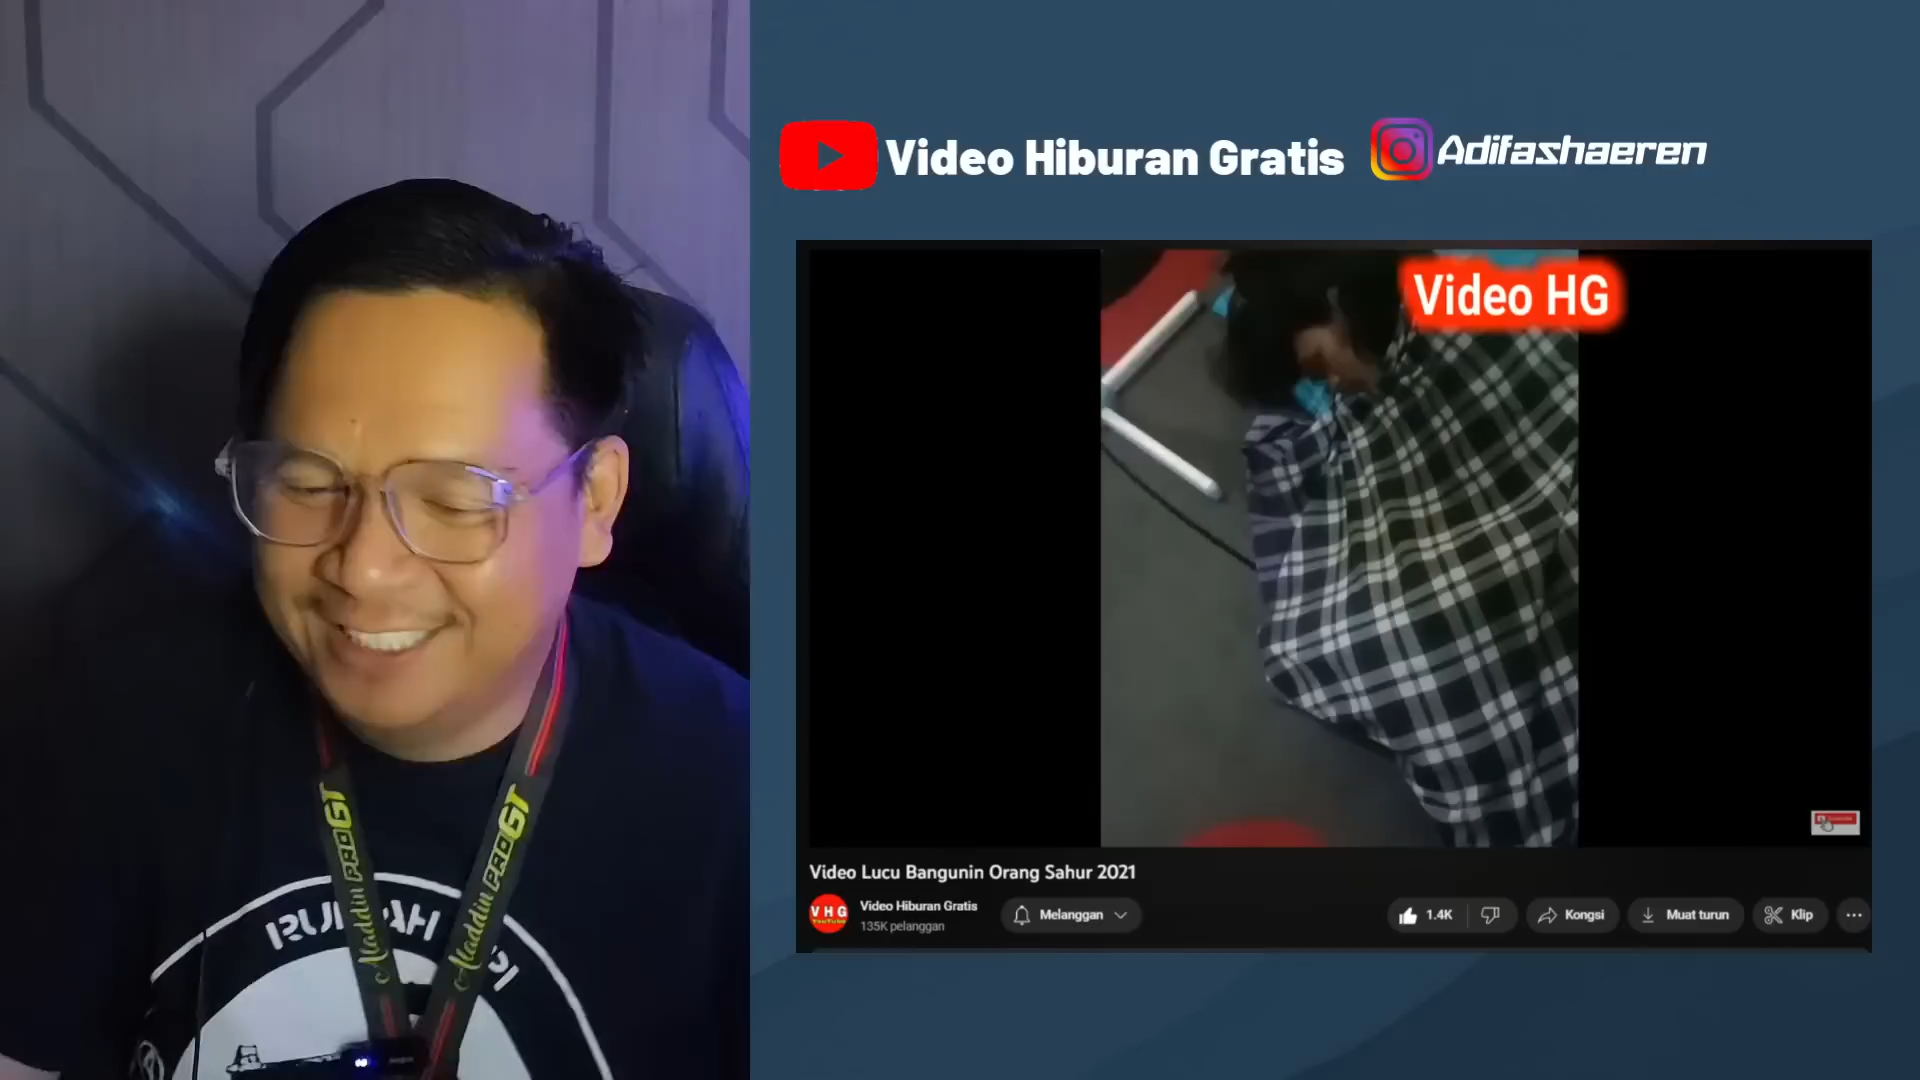 Video Hiburan Gratis
Adifashaeren
Video HG
Video Lucu Bangunin Orang Sahur 2021
VHG
Video Hiburan Gratis
135K pelanggan
Melanggan
1.4K
Kongsi
Muat turun
Klip
Aladdin PROGT
Aladdin PROGT